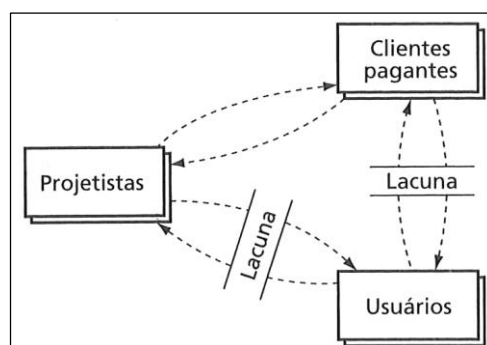 Clientes
pagantes
Projetistas
Lacuna
Lacuna
Usuários